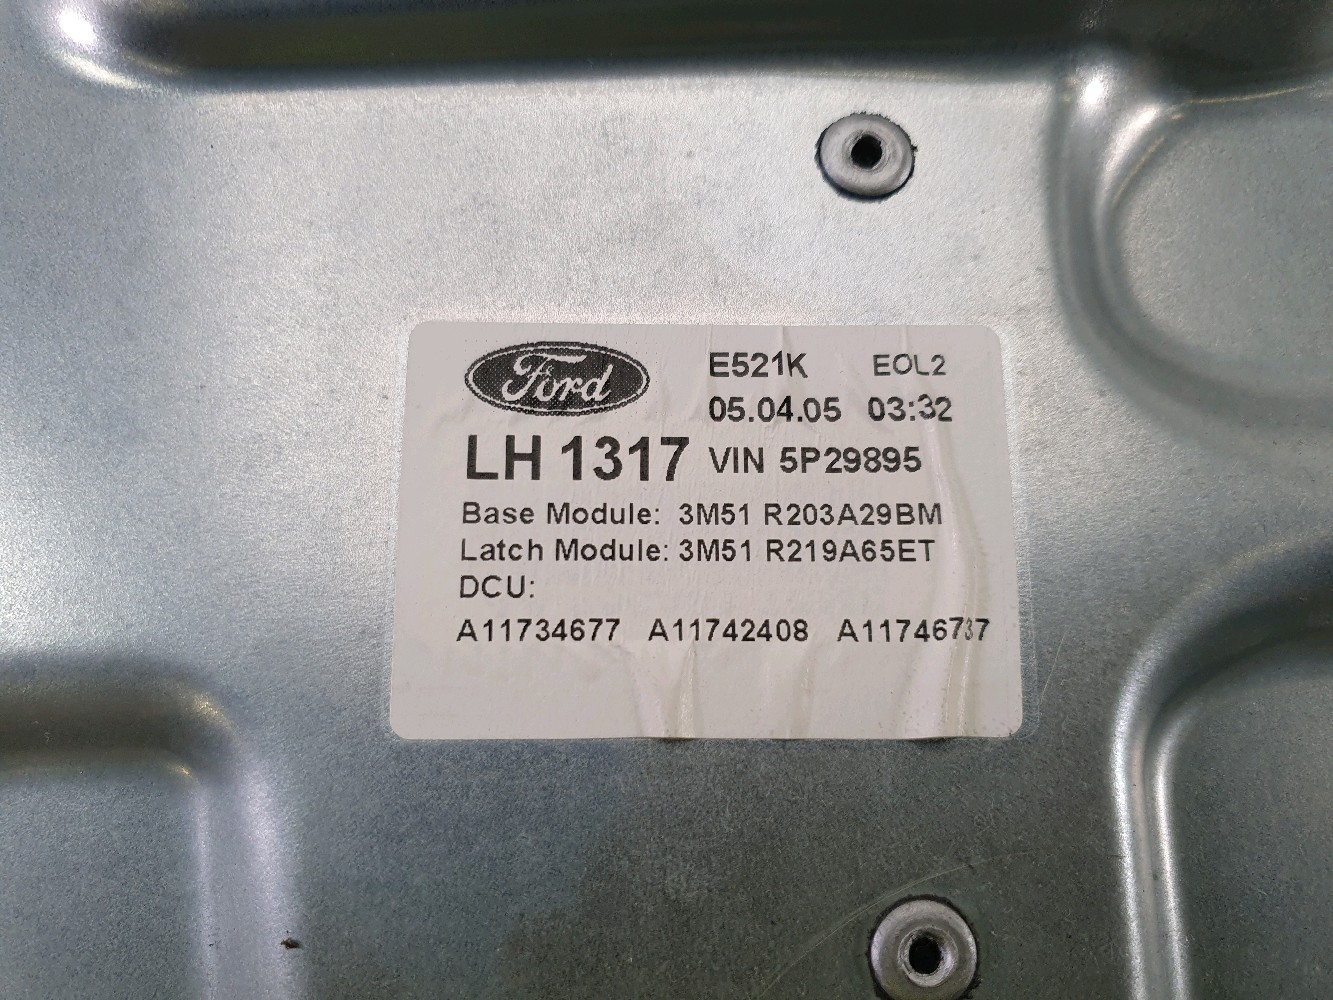 Ford
E521K EOL2
05.04.05 03:32
LH 1317 VIN 5P29895
Base Module: 3M51 R203A29BM
Latch Module: 3M51 R219A65ET
DCU:
A11734677 A11742408 A11746737